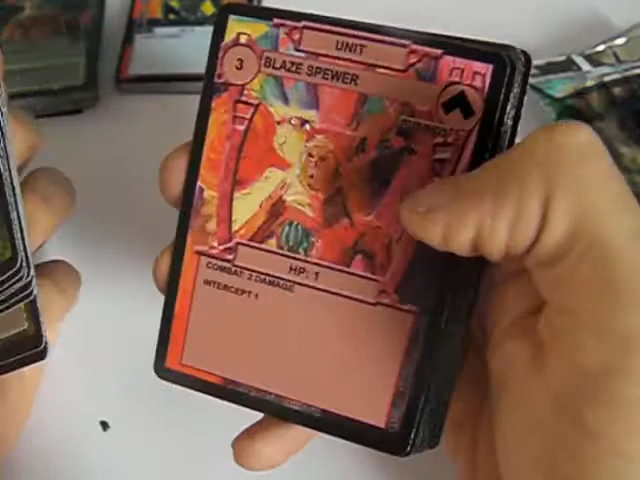 UNIT
3
BLAZE SPEWER
HP: 1
COMBAT: 2 DAMAGE
INTERCEPT 1